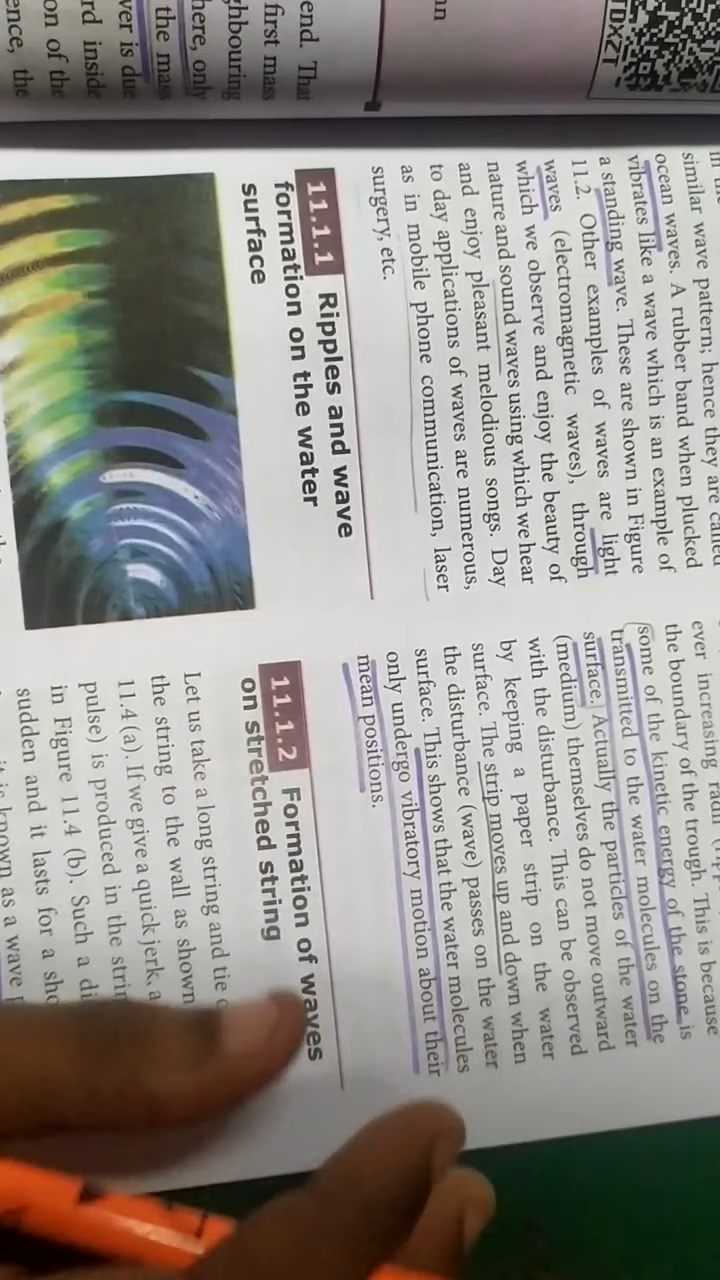 TDXZT
end. That
first mass
ghbouring
here, only
the mass
ver is due
rd inside
on of the
ence, the
similar wave pattern; hence they are called
ocean waves. A rubber band when plucked
vibrates like a wave which is an example of
a standing wave. These are shown in Figure
11.2. Other examples of waves are light
waves (electromagnetic waves), through
which we observe and enjoy the beauty of
nature and sound waves using which we hear
and enjoy pleasant melodious songs. Day
to day applications of waves are numerous,
as in mobile phone communication, laser
surgery, etc.
11.1.1 Ripples and wave
formation on the water
surface
ever increasing radii
the boundary of the trough. This is because
some of the kinetic energy of the stone is
transmitted to the water molecules on the
surface. Actually the particles of the water
(medium) themselves do not move outward
with the disturbance. This can be observed
by keeping a paper strip on the water
surface. The strip moves up and down when
the disturbance (wave) passes on the water
surface. This shows that the water molecules
only undergo vibratory motion about their
mean positions.
11.1.2 Formation of waves
on stretched string
Let us take a long string and tie
the string to the wall as shown
11.4 (a). If we give a quick jerk, a
pulse) is produced in the strin
in Figure 11.4 (b). Such a di
sudden and it lasts for a sho
it is known as a wave